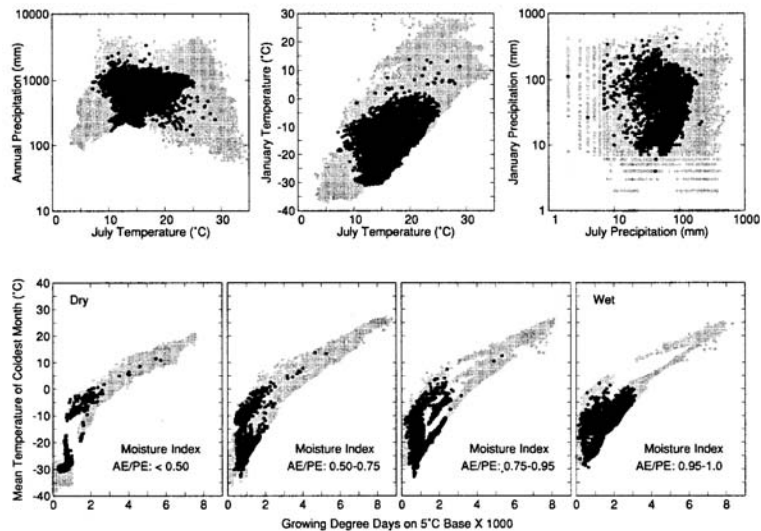 10000
1000
100
10
Annual Precipitation (mm)
0 10 20 30
July Temperature (°C)
30
20
10
0
-10
-20
-30
-40
January Temperature (°C)
0 10 20 30
July Temperature (°C)
1000
100
10
1
January Precipitation (mm)
1 10 100 1000
July Precipitation (mm)
40
30
20
10
0
-10
-20
-30
-40
Mean Temperature of Coldest Month (°C)
Dry
Moisture Index
AE/PE: < 0.50
0 2 4 6 8
Moisture Index
AE/PE: 0.50-0.75
0 2 4 6 8
Moisture Index
AE/PE: 0.75-0.95
0 2 4 6 8
Wet
Moisture Index
AE/PE: 0.95-1.0
0 2 4 6 8
Growing Degree Days on 5°C Base X 1000